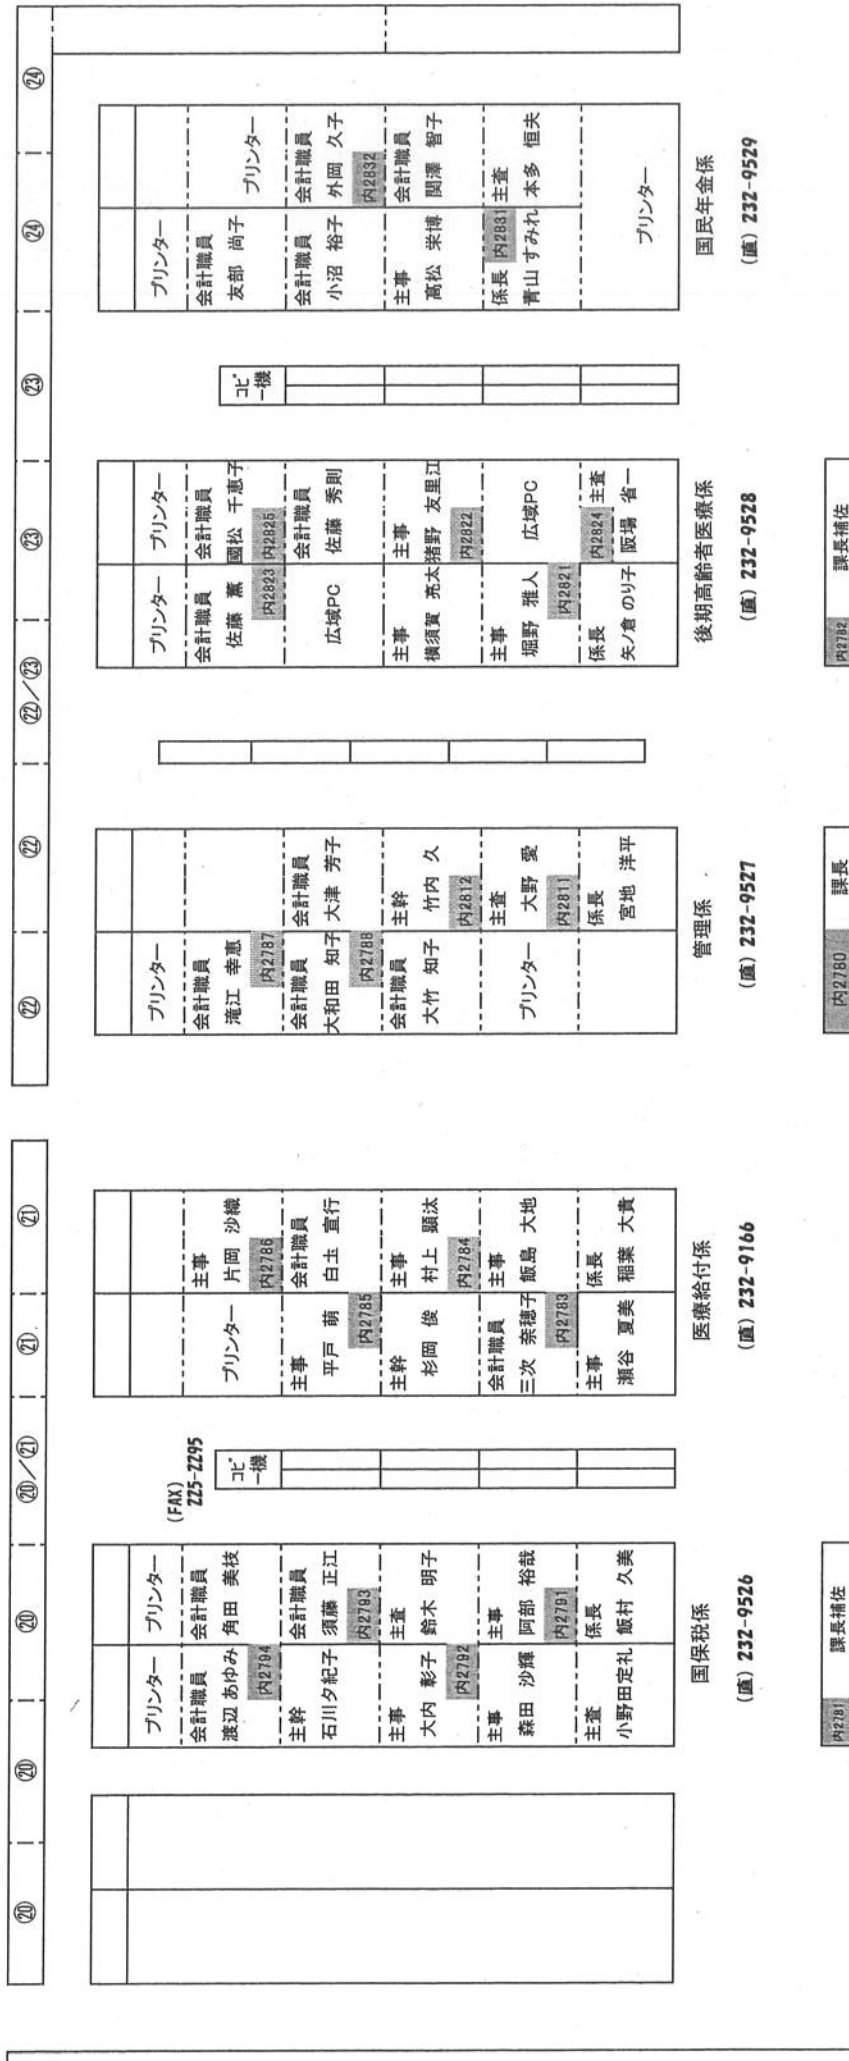 ⑳ ⑳ ⑳ ⑳/㉑ ㉑ ㉑
㉒ ㉒ ㉒/㉓ ㉓ ㉓ ㉔ ㉔
プリンター プリンター
会計職員 会計職員
渡辺 あゆみ 角田 美枝
内2794
主幹 会計職員
石川夕紀子 須藤 正江
内2793
主事 主査
大内 彰子 鈴木 明子
内2792
主事 主事
森田 沙輝 阿部 裕哉
内2791
主査 係長
小野田定礼 飯村 久美
国保税係
(直) 232-9526
内2781 課長補佐
(FAX)
225-2295
コピー機
主事
プリンター 片岡 沙織
内2786
主事 会計職員
平戸 萌 白土 宣行
内2785
主幹 主事
杉岡 俊 村上 顕汰
内2784
会計職員 主事
三次 奈穂子 飯島 大地
内2783
主事 係長
瀬谷 夏美 稲葉 大貴
医療給付係
(直) 232-9166
プリンター
会計職員
滝江 幸恵
内2787
会計職員 会計職員
大和田 知子 大津 芳子
内2788
会計職員 主幹
大竹 知子 竹内 久
内2812
主査
プリンター 大野 愛
内2811
係長
宮地 洋平
管理係
(直) 232-9527
内2780 課長
プリンター プリンター
会計職員 会計職員
佐藤 薫 國松 千恵子
内2823 内2825
会計職員
広域PC 佐藤 秀則
主事 主事
横須賀 亮太 猪野 友里江
内2822
主事
堀野 雅人 広域PC
内2821
係長 内2824 主査
矢ノ倉 のり子 阪場 省一
後期高齢者医療係
(直) 232-9528
内2782 課長補佐
コピー機
プリンター
会計職員
友部 尚子 プリンター
会計職員 会計職員
小沼 裕子 外岡 久子
内2832
主事 会計職員
髙松 栄博 関澤 智子
係長 内2831 主査
青山 すみれ 本多 恒夫
プリンター
国民年金係
(直) 232-9529